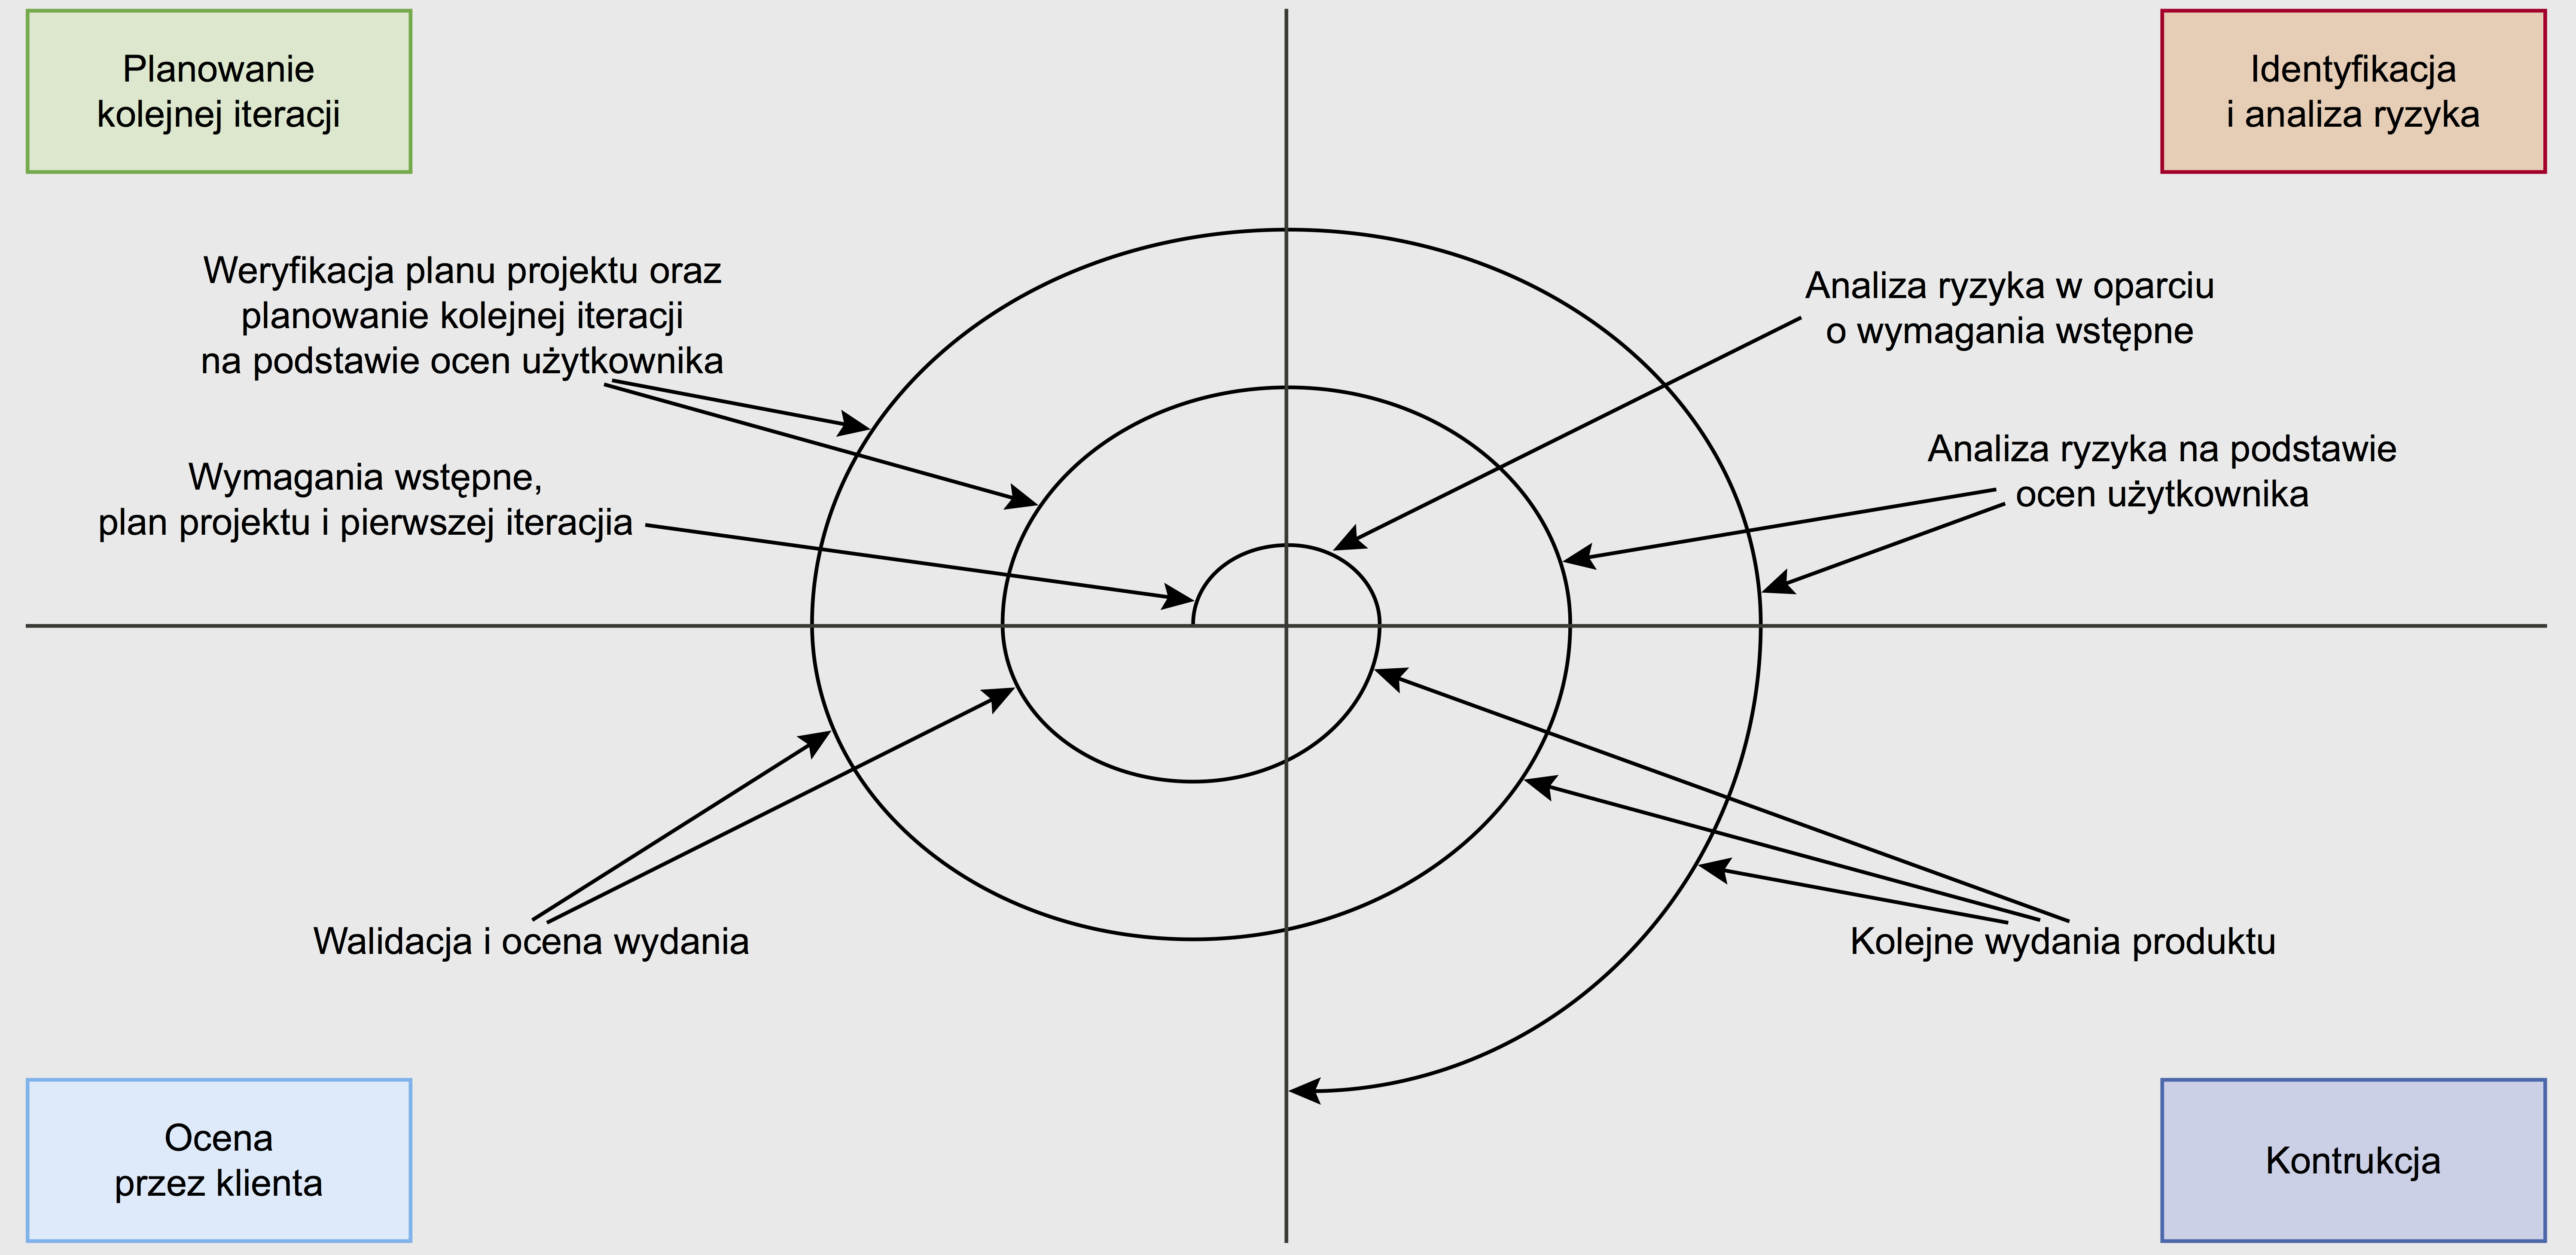 Planowanie
kolejnej iteracji
Identyfikacja
i analiza ryzyka
Weryfikacja planu projektu oraz
planowanie kolejnej iteracji
na podstawie ocen użytkownika
Analiza ryzyka w oparciu
o wymagania wstępne
Wymagania wstępne,
plan projektu i pierwszej iteracjia
Analiza ryzyka na podstawie
ocen użytkownika
Walidacja i ocena wydania
Kolejne wydania produktu
Ocena
przez klienta
Kontrukcja